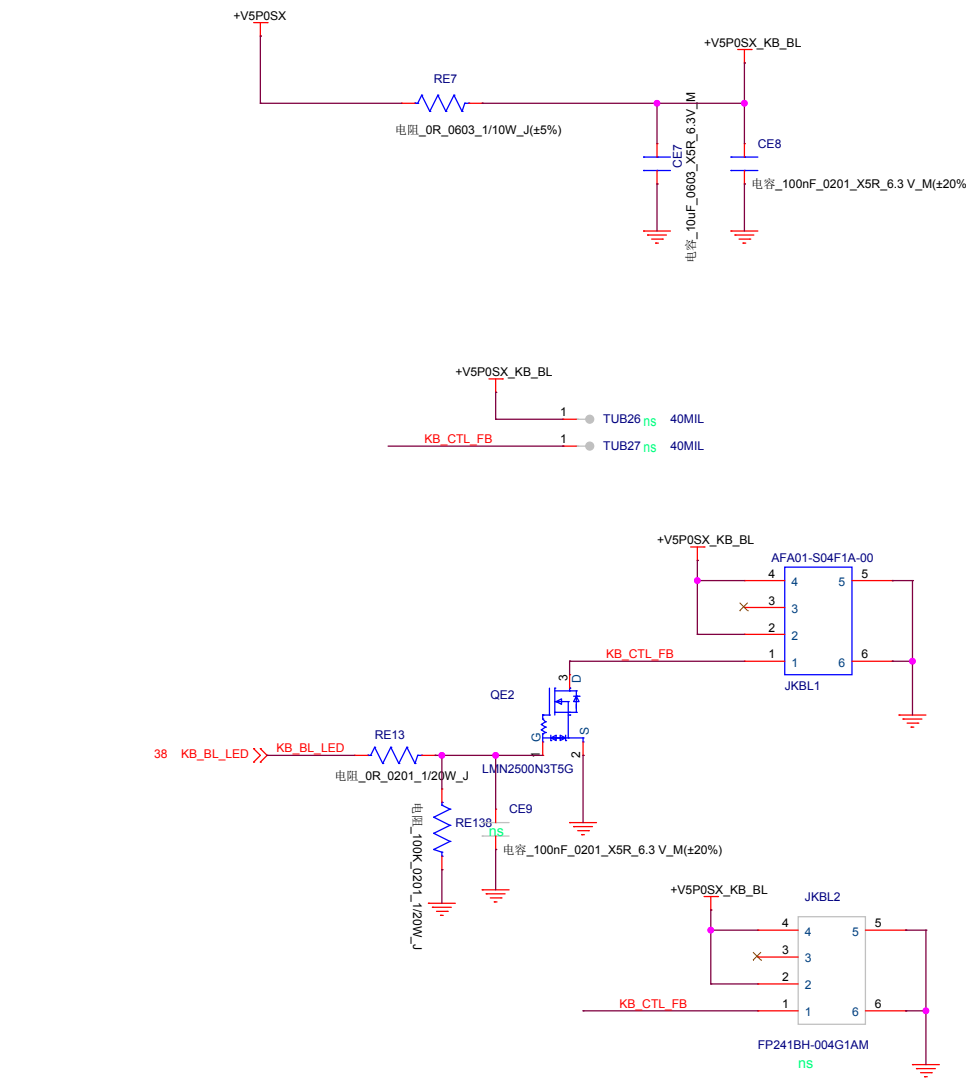 +V5P0SX
+V5P0SX_KB_BL
RE7
电阻_0R_0603_1/10W_J(±5%)
CE7
电容_10uF_0603_X5R_6.3V_M
CE8
电容_100nF_0201_X5R_6.3 V_M(±20%
+V5P0SX_KB_BL
1
TUB26 ns 40MIL
KB_CTL_FB
1
TUB27 ns 40MIL
+V5P0SX_KB_BL
AFA01-S04F1A-00
4 4 5 5
3 3
2 2
KB_CTL_FB
1 1 6 6
JKBL1
3 D
QE2
G S
1 2
LMN2500N3T5G
38 KB_BL_LED
KB_BL_LED
RE13
电阻_0R_0201_1/20W_J
RE138
电阻_100K_0201_1/20W_J
CE9
ns
电容_100nF_0201_X5R_6.3 V_M(±20%)
+V5P0SX_KB_BL
JKBL2
4 4 5 5
3 3
2 2
KB_CTL_FB
1 1 6 6
FP241BH-004G1AM
ns